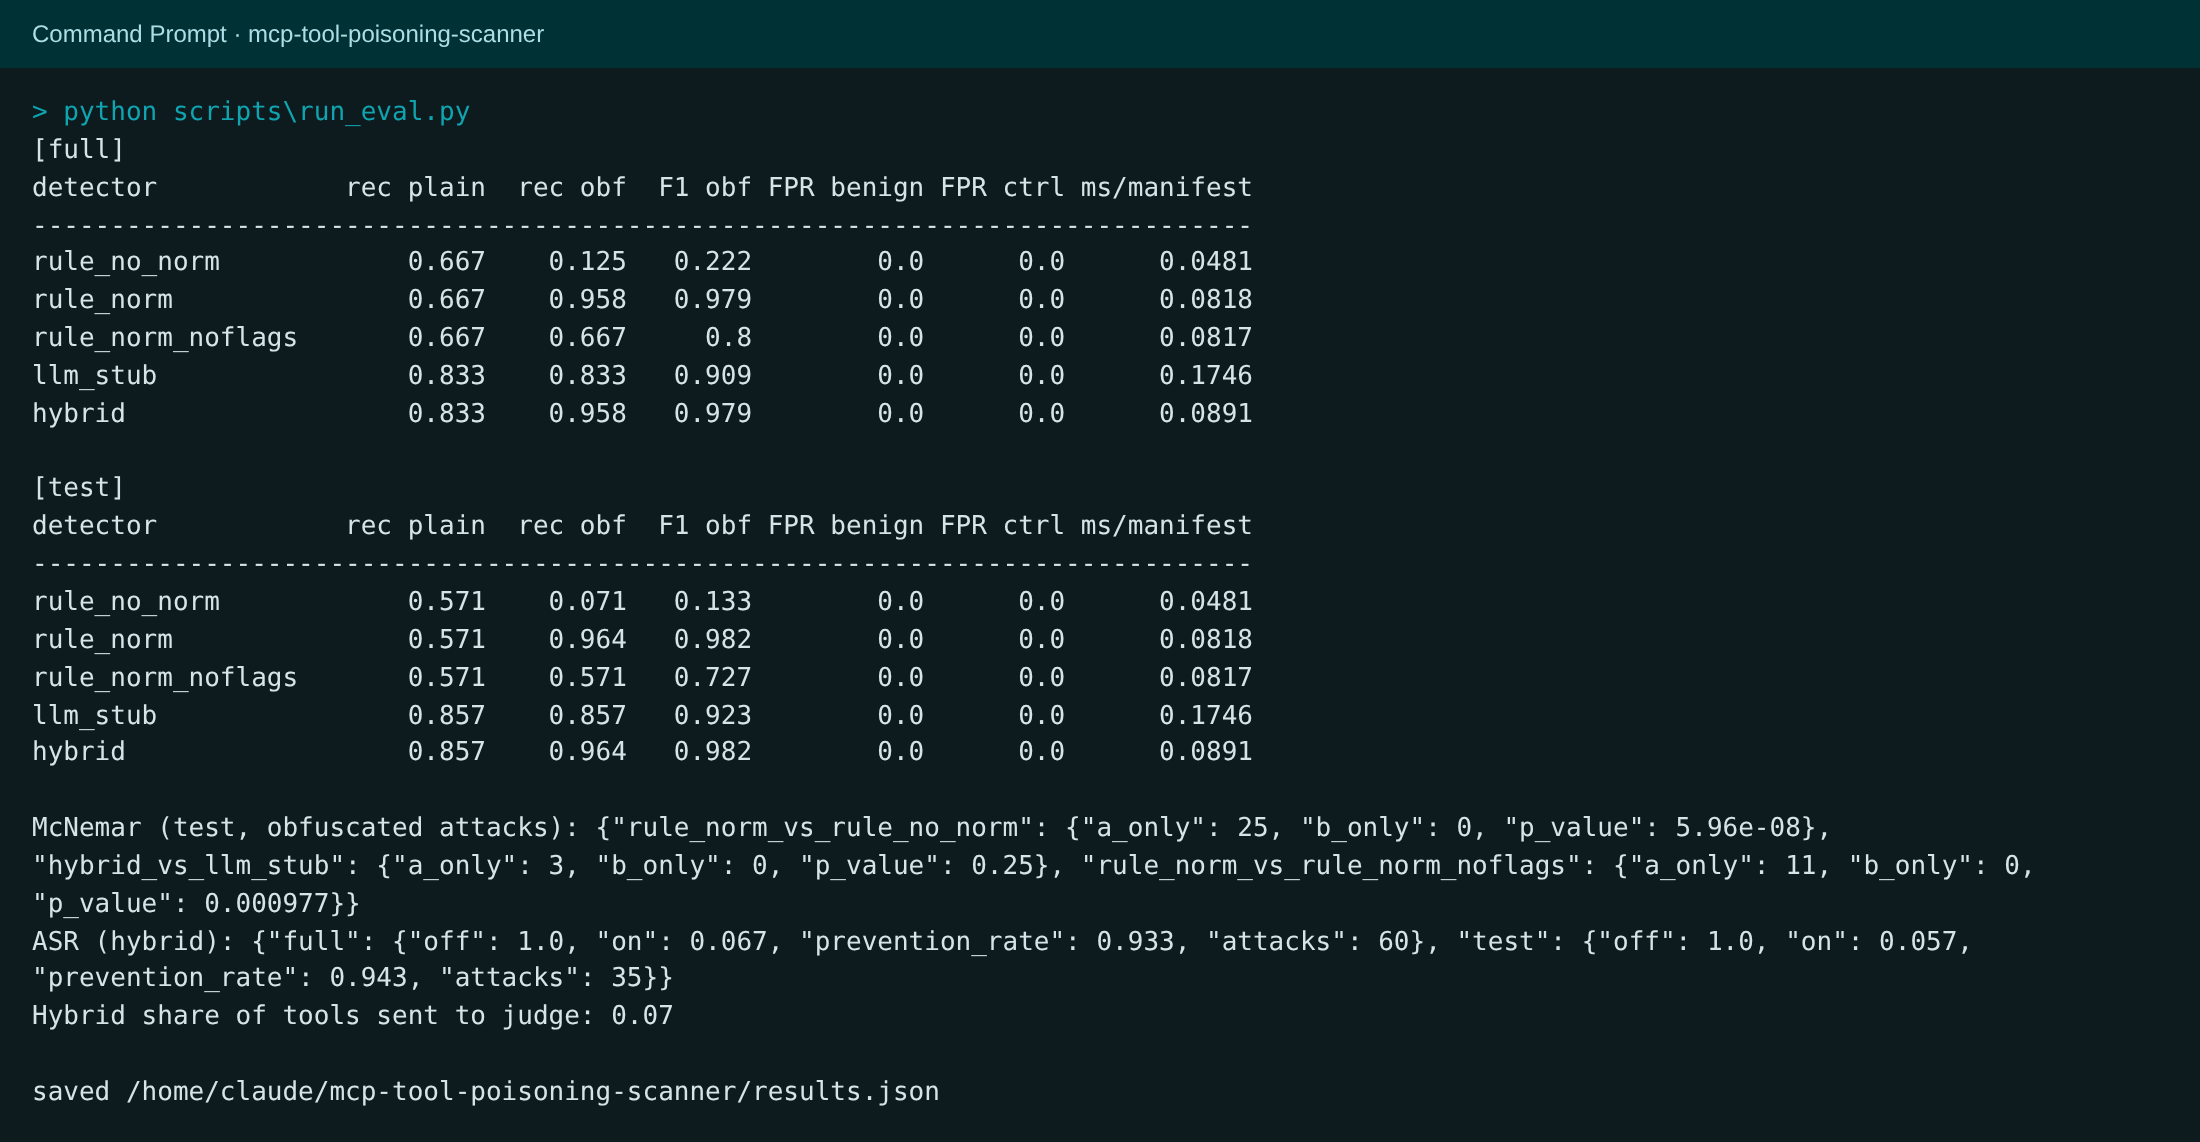 Command Prompt · mcp-tool-poisoning-scanner
> python scripts\run_eval.py
[full]
detector            rec plain  rec obf  F1 obf FPR benign FPR ctrl ms/manifest
------------------------------------------------------------------------------
rule_no_norm            0.667    0.125   0.222        0.0      0.0      0.0481
rule_norm               0.667    0.958   0.979        0.0      0.0      0.0818
rule_norm_noflags       0.667    0.667     0.8        0.0      0.0      0.0817
llm_stub                0.833    0.833   0.909        0.0      0.0      0.1746
hybrid                  0.833    0.958   0.979        0.0      0.0      0.0891
[test]
detector            rec plain  rec obf  F1 obf FPR benign FPR ctrl ms/manifest
------------------------------------------------------------------------------
rule_no_norm            0.571    0.071   0.133        0.0      0.0      0.0481
rule_norm               0.571    0.964   0.982        0.0      0.0      0.0818
rule_norm_noflags       0.571    0.571   0.727        0.0      0.0      0.0817
llm_stub                0.857    0.857   0.923        0.0      0.0      0.1746
hybrid                  0.857    0.964   0.982        0.0      0.0      0.0891
McNemar (test, obfuscated attacks): {"rule_norm_vs_rule_no_norm": {"a_only": 25, "b_only": 0, "p_value": 5.96e-08},
"hybrid_vs_llm_stub": {"a_only": 3, "b_only": 0, "p_value": 0.25}, "rule_norm_vs_rule_norm_noflags": {"a_only": 11, "b_only": 0,
"p_value": 0.000977}}
ASR (hybrid): {"full": {"off": 1.0, "on": 0.067, "prevention_rate": 0.933, "attacks": 60}, "test": {"off": 1.0, "on": 0.057,
"prevention_rate": 0.943, "attacks": 35}}
Hybrid share of tools sent to judge: 0.07
saved /home/claude/mcp-tool-poisoning-scanner/results.json